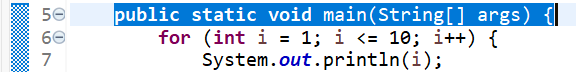 5 public static void main(String[] args) {
6 for (int i = 1; i <= 10; i++) {
7 System.out.println(i);